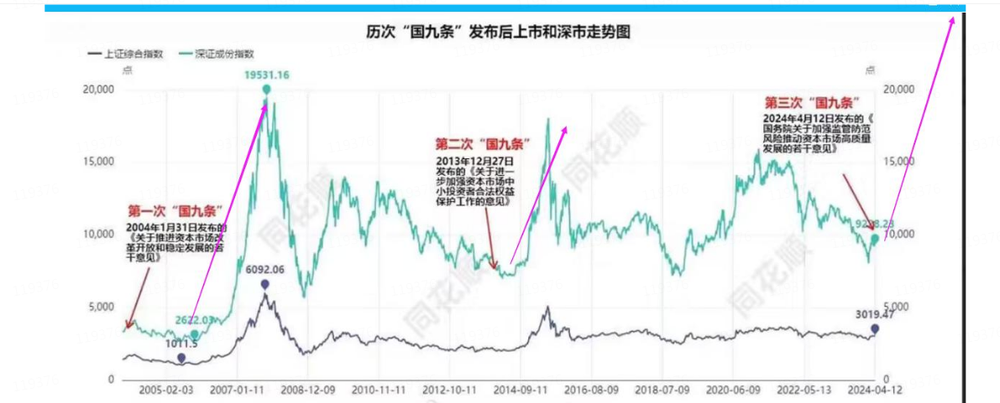 历次“国九条”发布后上市和深市走势图
上证综合指数 深证成份指数
点 点
19531.16
20,000 20,000
第三次“国九条”
2024年4月12日发布的《
国务院关于加强监管防范
风险推动资本市场高质量
发展的若干意见》
第二次“国九条”
2013年12月27日
发布的《关于进一
步加强资本市场中
小投资者合法权益
保护工作的意见》
15,000 15,000
第一次“国九条”
2004年1月31日发布的
《关于推进资本市场改
革开放和稳定发展的若
干意见》
10,000 10,000
6092.06
5,000 5,000
2622.03
3019.47
1011.5
0 0
2005-02-03 2007-01-11 2008-12-09 2010-11-11 2012-10-11 2014-09-11 2016-08-09 2018-07-09 2020-06-09 2022-05-13 2024-04-12
同花顺
同花顺
同花顺
同花顺